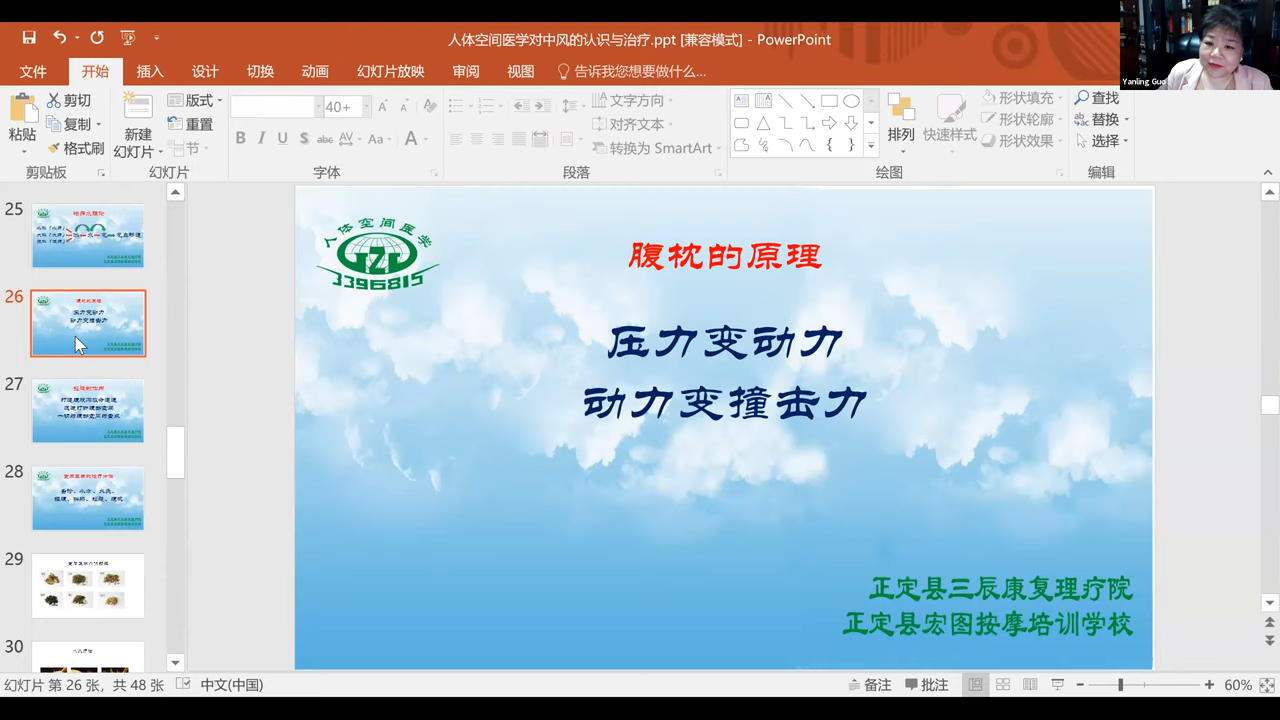 人体空间医学对中风的认识与治疗.ppt [兼容模式] - PowerPoint
Yanling Guo
文件 开始 插入 设计 切换 动画 幻灯片放映 审阅 视图 告诉我您想要做什么...
粘贴 剪切 复制 格式刷 剪贴板
新建幻灯片 版式 重置 节 幻灯片
40+ A A
B I U S abc AV Aa A 字体
文字方向 对齐文本 转换为 SmartArt 段落
排列 快速样式 形状填充 形状轮廓 形状效果 绘图
查找 替换 选择 编辑
25
26
27
28
29
30
人体空间医学
3396815
腹枕的原理
压力变动力
动力变撞击力
正定县三辰康复理疗院
正定县宏图按摩培训学校
幻灯片 第 26 张，共 48 张 中文(中国) 备注 批注 60%